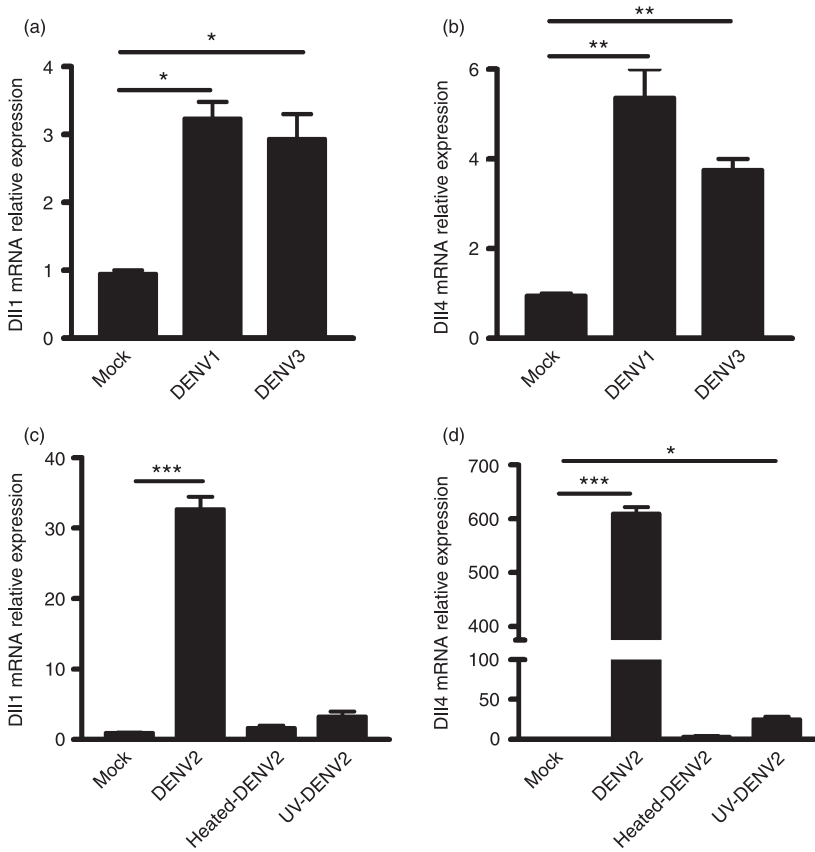 (a)
*
*
Dll1 mRNA relative expression
4
3
2
1
0
Mock
DENV1
DENV3
(b)
**
**
Dll4 mRNA relative expression
6
4
2
0
Mock
DENV1
DENV3
(c)
***
Dll1 mRNA relative expression
40
30
20
10
0
Mock
DENV2
Heated-DENV2
UV-DENV2
(d)
*
***
Dll4 mRNA relative expression
700
600
500
400
100
50
0
Mock
DENV2
Heated-DENV2
UV-DENV2